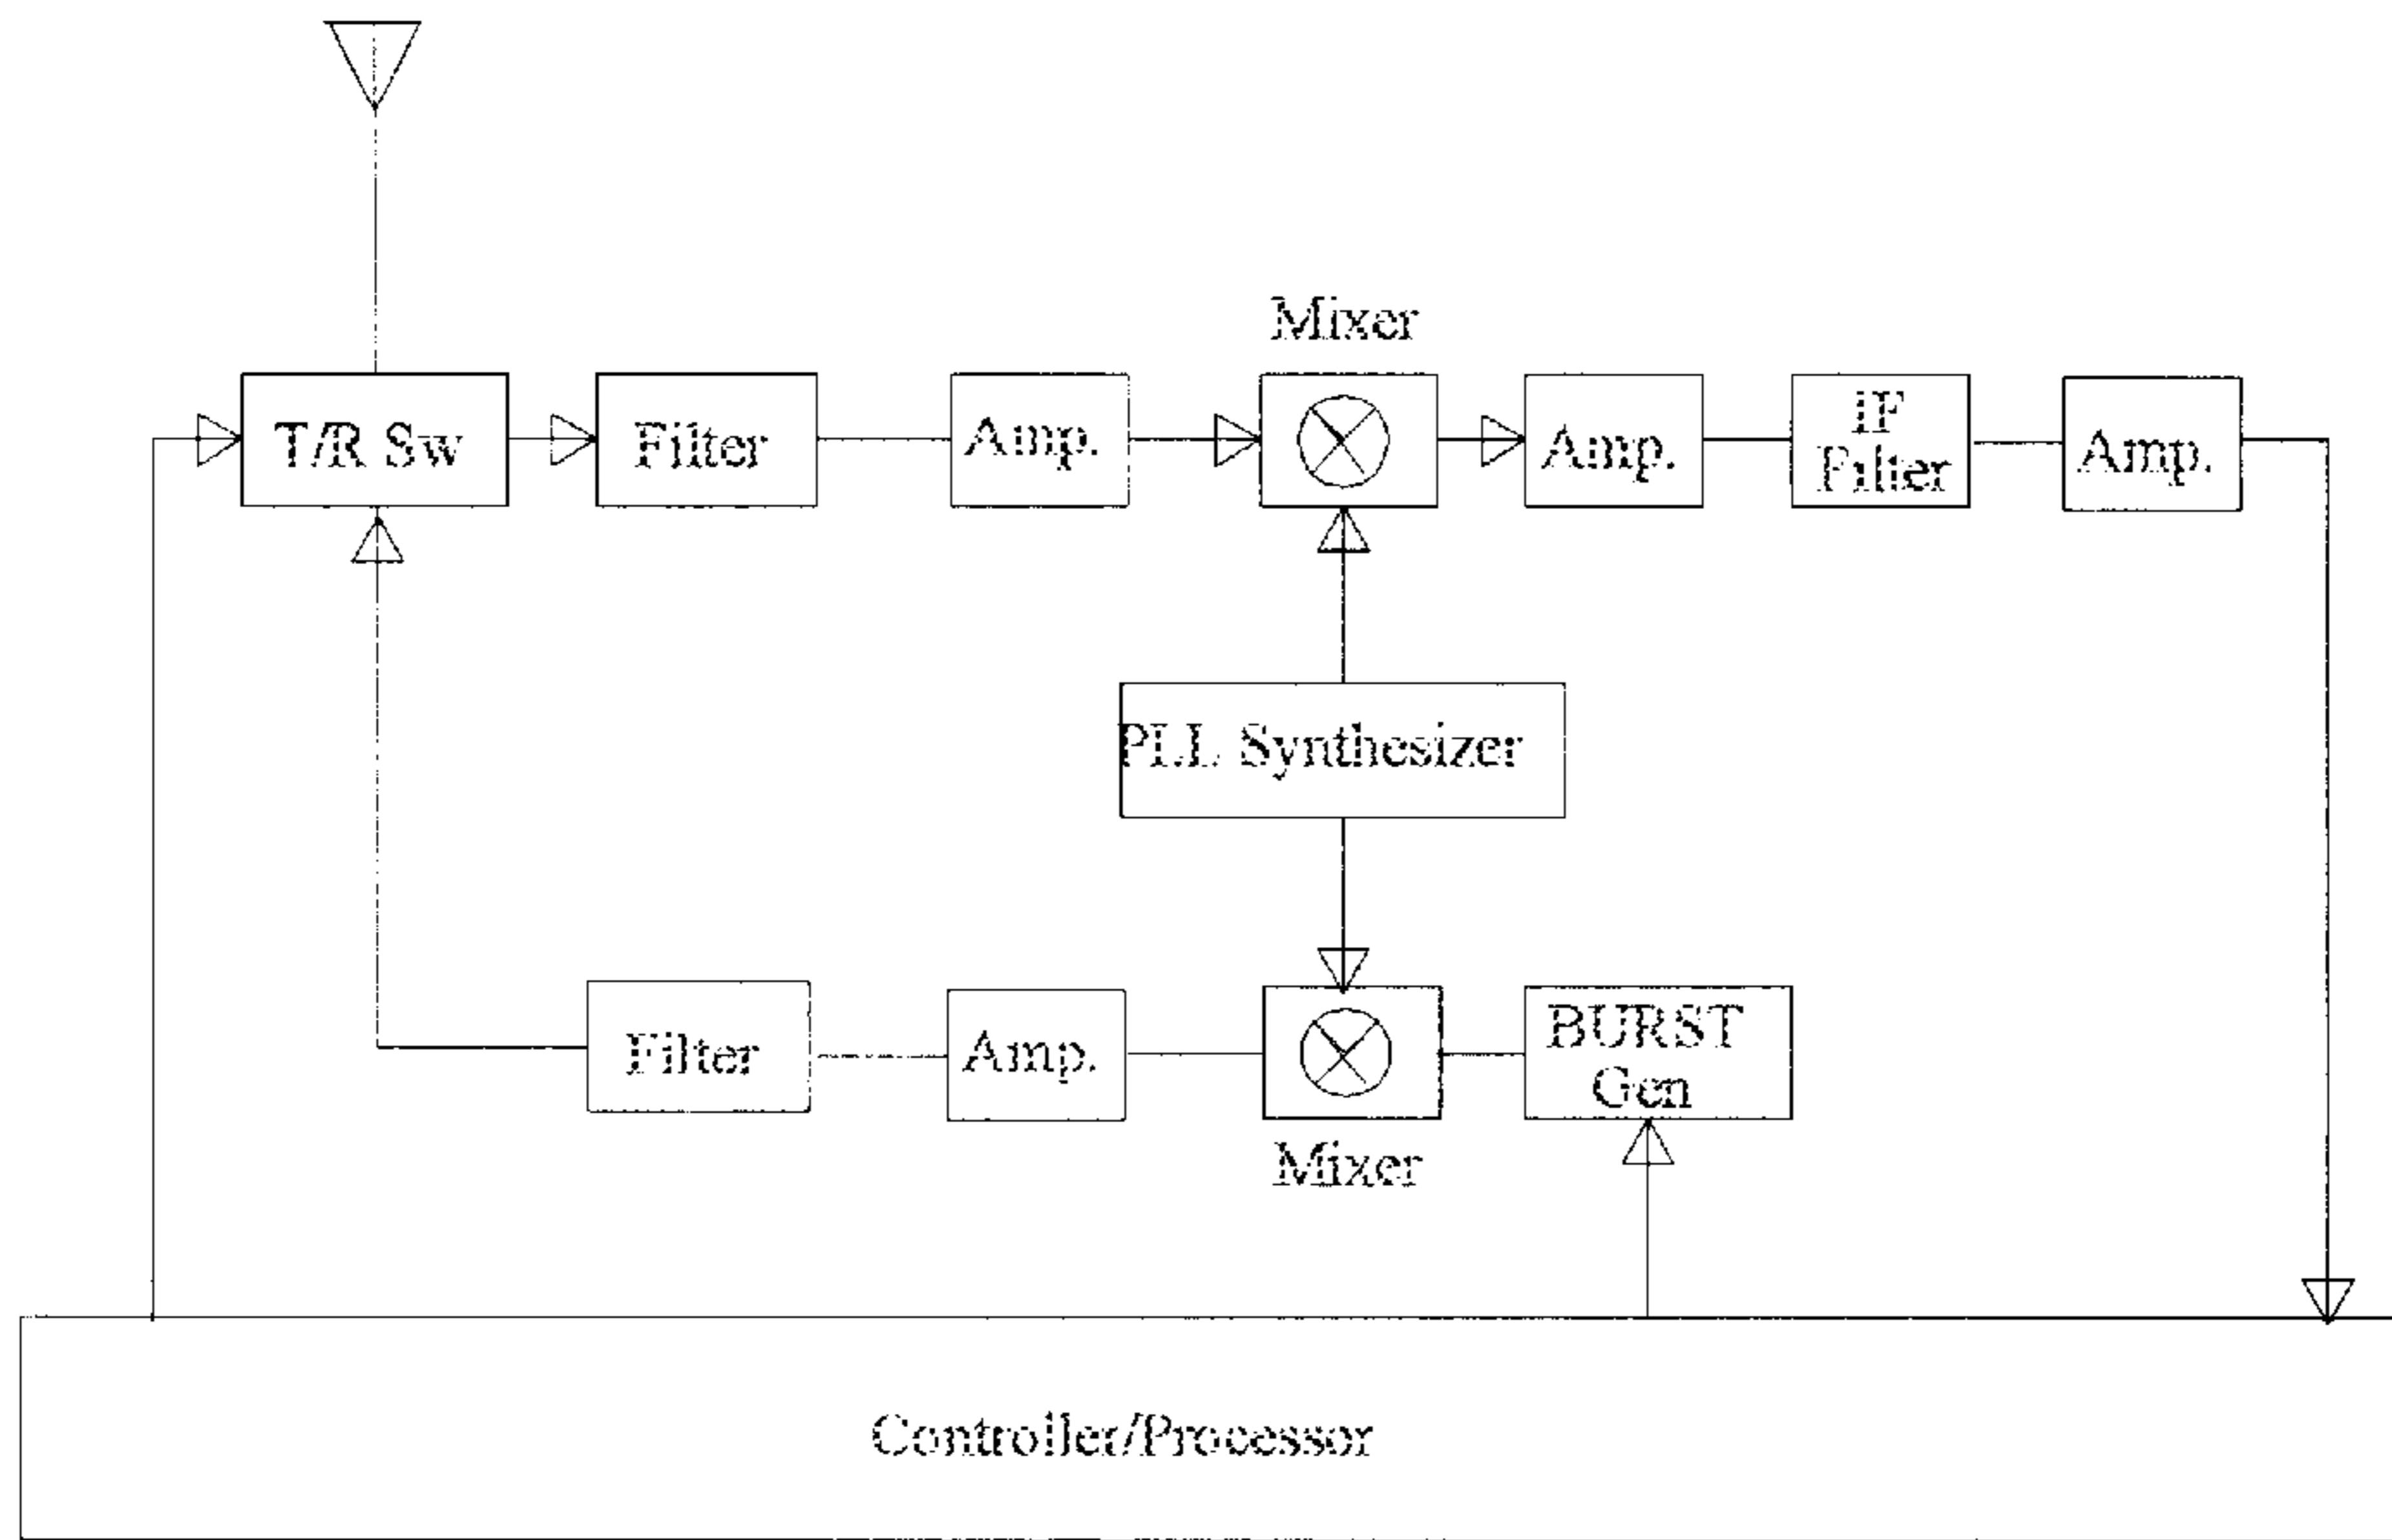 Mixer
T/R Sw
Filter
Amp.
Amp.
IF
Filter
Amp.
PLL Synthesizer
Filter
Amp.
BURST
Gen
Mixer
Controller/Processor